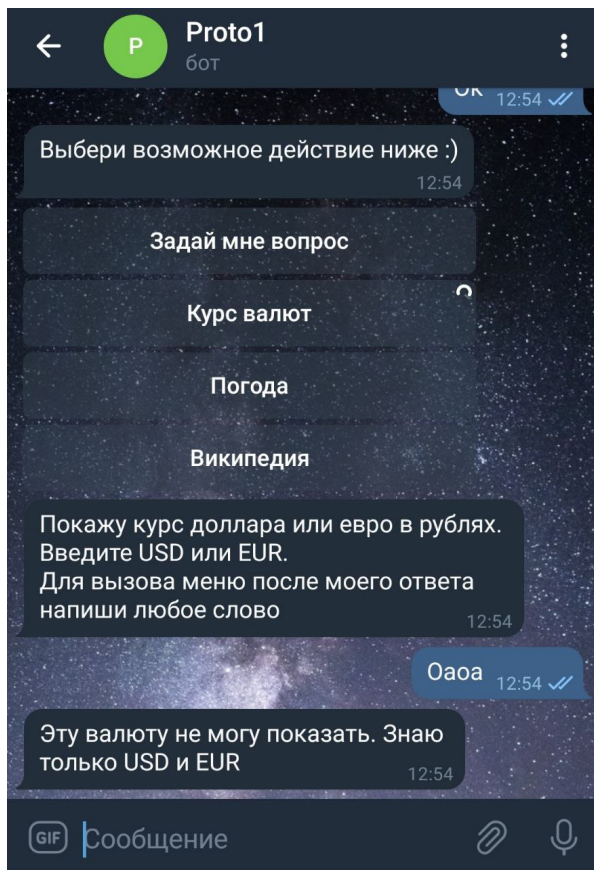 P
Proto1
бот
ок
12:54
Выбери возможное действие ниже :)
12:54
Задай мне вопрос
Курс валют
Погода
Википедия
Покажу курс доллара или евро в рублях.
Введите USD или EUR.
Для вызова меню после моего ответа
напиши любое слово
12:54
Оаоа
12:54
Эту валюту не могу показать. Знаю
только USD и EUR
12:54
GIF
Сообщение